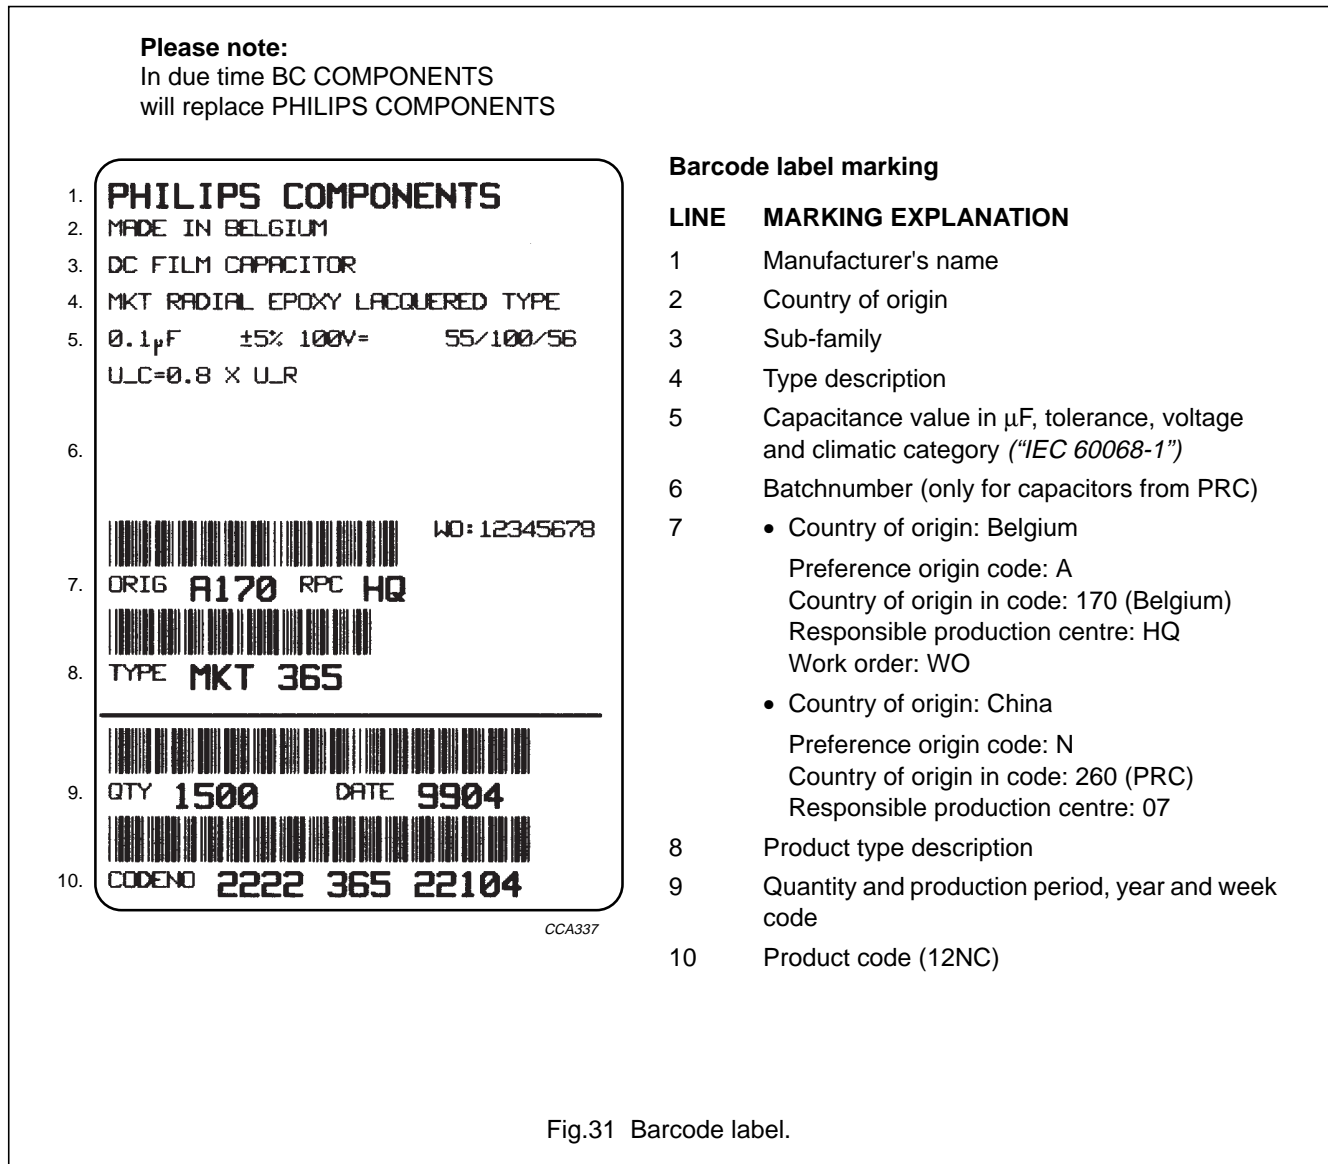 Please note:
In due time BC COMPONENTS
will replace PHILIPS COMPONENTS
1. PHILIPS COMPONENTS
2. MADE IN BELGIUM
3. DC FILM CAPACITOR
4. MKT RADIAL EPOXY LACQUERED TYPE
5. 0.1μF ±5% 100V= 55/100/56
U_C=0.8 X U_R
6.
WO:12345678
7. ORIG A170 RPC HQ
8. TYPE MKT 365
9. QTY 1500 DATE 9904
10. CODENO 2222 365 22104
CCA337
Barcode label marking
LINE MARKING EXPLANATION
1 Manufacturer's name
2 Country of origin
3 Sub-family
4 Type description
5 Capacitance value in μF, tolerance, voltage
and climatic category ("IEC 60068-1")
6 Batchnumber (only for capacitors from PRC)
7 • Country of origin: Belgium
Preference origin code: A
Country of origin in code: 170 (Belgium)
Responsible production centre: HQ
Work order: WO
• Country of origin: China
Preference origin code: N
Country of origin in code: 260 (PRC)
Responsible production centre: 07
8 Product type description
9 Quantity and production period, year and week
code
10 Product code (12NC)
Fig.31 Barcode label.